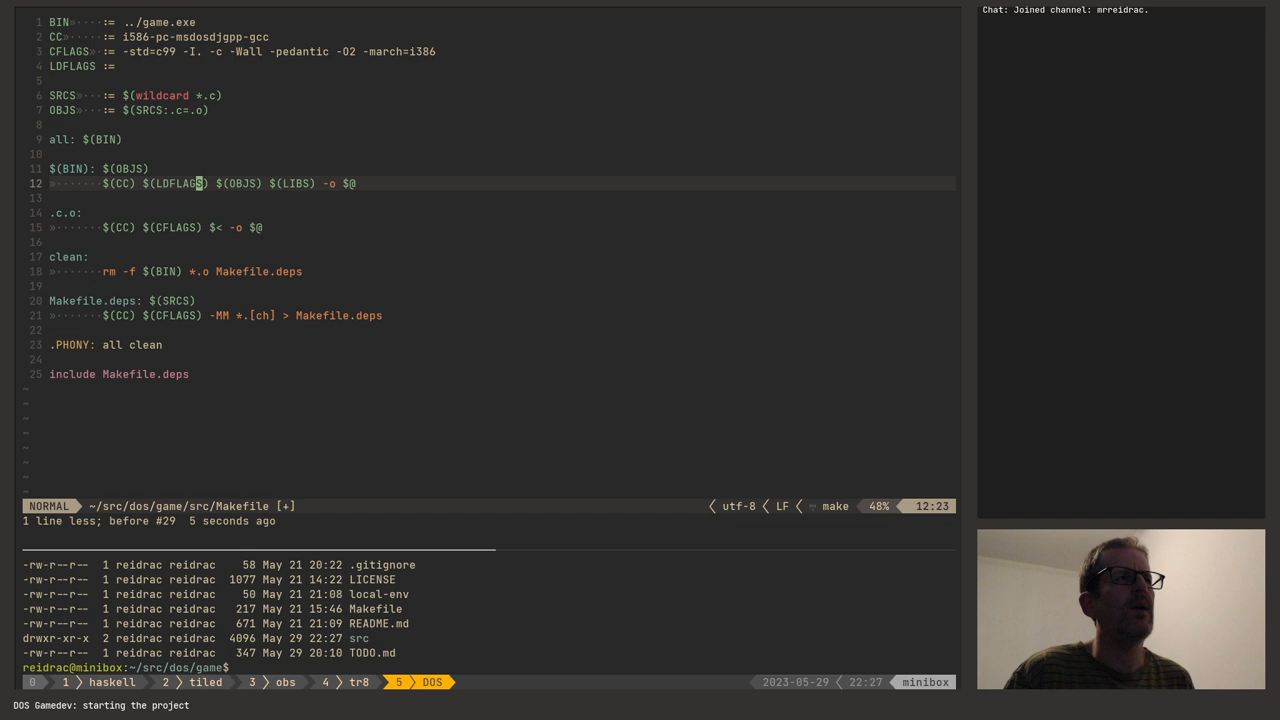 1 BIN»····:= ../game.exe
2 CC»·····:= i586-pc-msdosdjgpp-gcc
3 CFLAGS»·:= -std=c99 -I. -c -Wall -pedantic -O2 -march=i386
4 LDFLAGS :=
5
6 SRCS»···:= $(wildcard *.c)
7 OBJS»···:= $(SRCS:.c=.o)
8
9 all: $(BIN)
10
11 $(BIN): $(OBJS)
12 »·······$(CC) $(LDFLAGS) $(OBJS) $(LIBS) -o $@
13
14 .c.o:
15 »·······$(CC) $(CFLAGS) $< -o $@
16
17 clean:
18 »·······rm -f $(BIN) *.o Makefile.deps
19
20 Makefile.deps: $(SRCS)
21 »·······$(CC) $(CFLAGS) -MM *.[ch] > Makefile.deps
22
23 .PHONY: all clean
24
25 include Makefile.deps
~
~
~
~
~
~
~
~
NORMAL ~/src/dos/game/src/Makefile [+] utf-8 LF make 48% 12:23
1 line less; before #29  5 seconds ago
-rw-r--r-- 1 reidrac reidrac 58 May 21 20:22 .gitignore
-rw-r--r-- 1 reidrac reidrac 1077 May 21 14:22 LICENSE
-rw-r--r-- 1 reidrac reidrac 50 May 21 21:08 local-env
-rw-r--r-- 1 reidrac reidrac 217 May 21 15:46 Makefile
-rw-r--r-- 1 reidrac reidrac 671 May 21 21:09 README.md
drwxr-xr-x 2 reidrac reidrac 4096 May 29 22:27 src
-rw-r--r-- 1 reidrac reidrac 347 May 29 20:10 TODO.md
reidrac@minibox:~/src/dos/game$
0 1 haskell 2 tiled 3 obs 4 tr8 5 DOS 2023-05-29 22:27 minibox
DOS Gamedev: starting the project
Chat: Joined channel: mrreidrac.